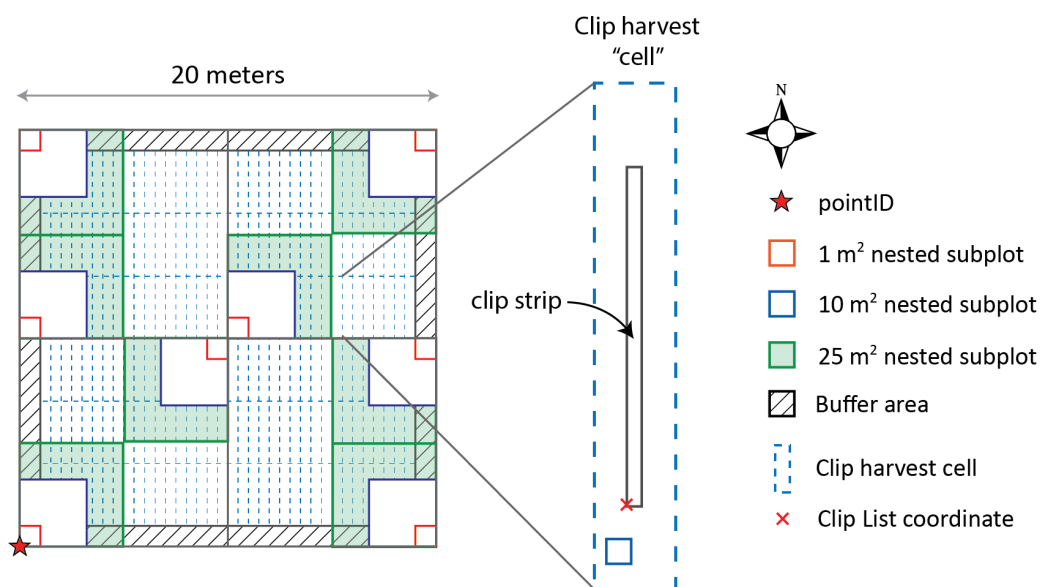 Clip harvest
“cell”
20 meters
N
pointID
1 m² nested subplot
10 m² nested subplot
clip strip
25 m² nested subplot
Buffer area
Clip harvest cell
Clip List coordinate